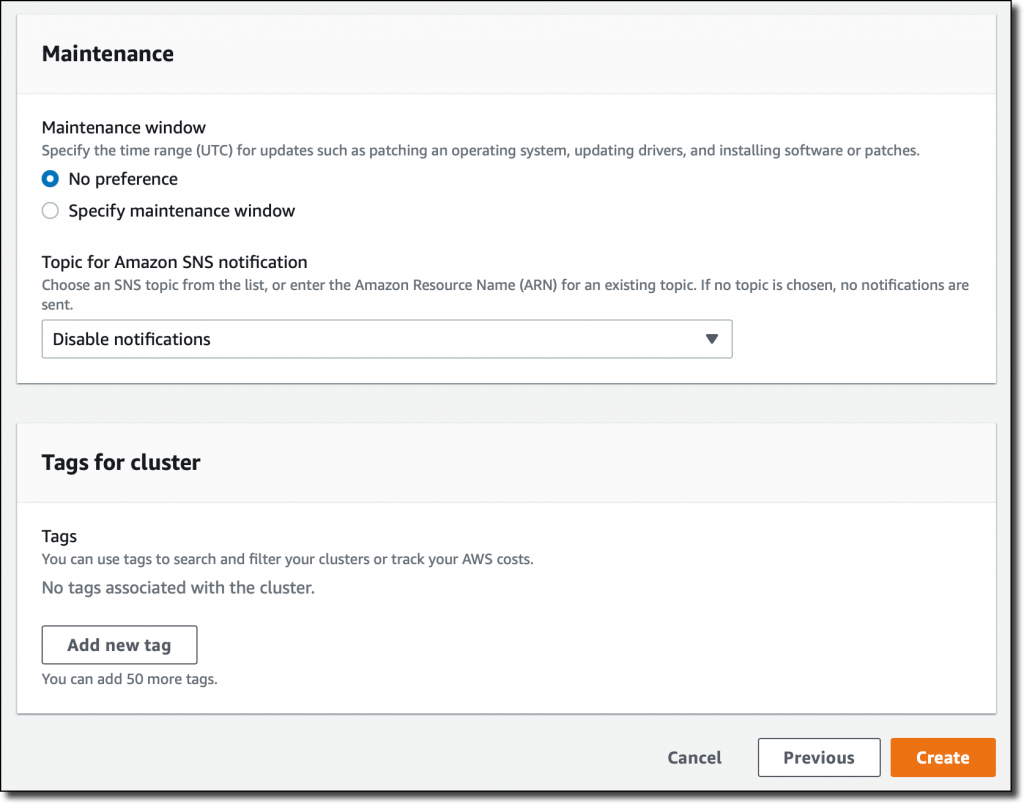 Maintenance
Maintenance window
Specify the time range (UTC) for updates such as patching an operating system, updating drivers, and installing software or patches.
No preference
Specify maintenance window
Topic for Amazon SNS notification
Choose an SNS topic from the list, or enter the Amazon Resource Name (ARN) for an existing topic. If no topic is chosen, no notifications are
sent.
Disable notifications
Tags for cluster
Tags
You can use tags to search and filter your clusters or track your AWS costs.
No tags associated with the cluster.
Add new tag
You can add 50 more tags.
Cancel
Previous
Create